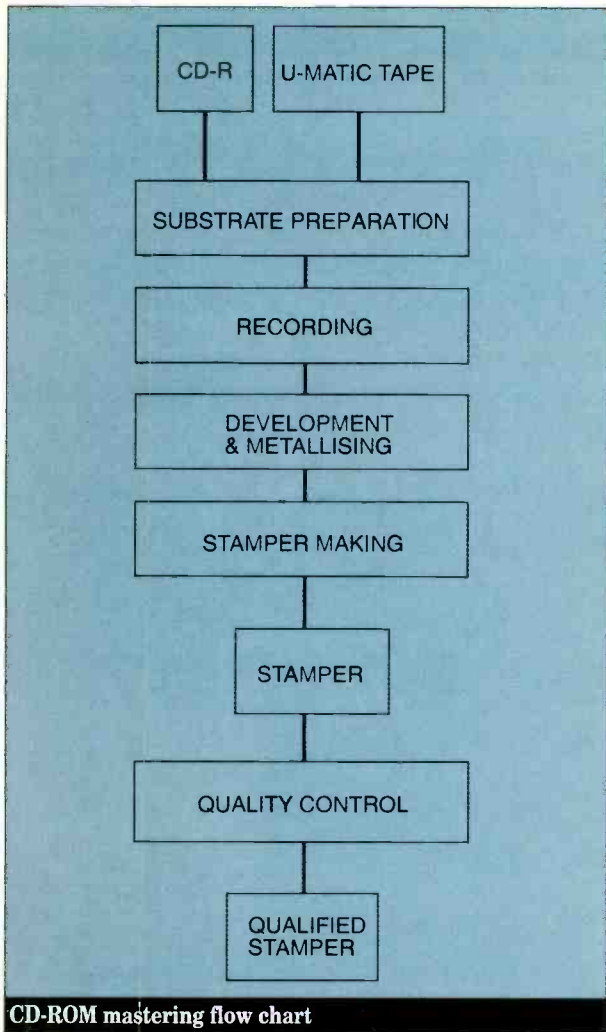 CD-R
U-MATIC TAPE
SUBSTRATE PREPARATION
RECORDING
DEVELOPMENT
& METALLISING
STAMPER MAKING
STAMPER
QUALITY CONTROL
QUALIFIED
STAMPER
CD-ROM mastering flow chart